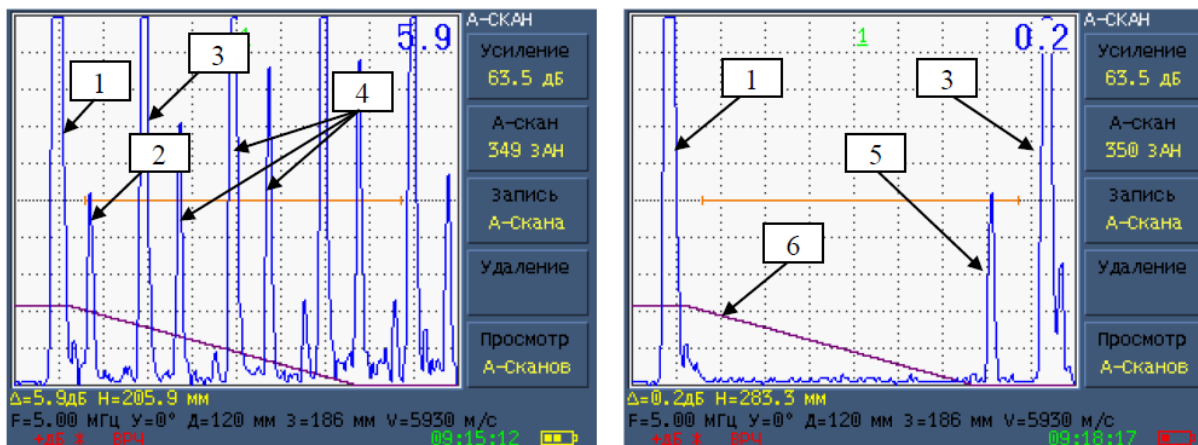 А-СКАН
1
5.9
Усиление
63.5 дБ
А-скан
349 ЗАН
Запись
А-Скана
Удаление
Просмотр
А-Сканов
1
2
3
4
Δ=5.9дБ Н=205.9 мм
F=5.00 МГц У=0° Д=120 мм З=186 мм V=5930 м/с
+дБ * ВРЧ
09:15:12
А-СКАН
1
0.2
Усиление
63.5 дБ
А-скан
350 ЗАН
Запись
А-Скана
Удаление
Просмотр
А-Сканов
1
3
5
6
Δ=0.2дБ Н=283.3 мм
F=5.00 МГц У=0° Д=120 мм З=186 мм V=5930 м/с
+дБ * ВРЧ
09:18:17